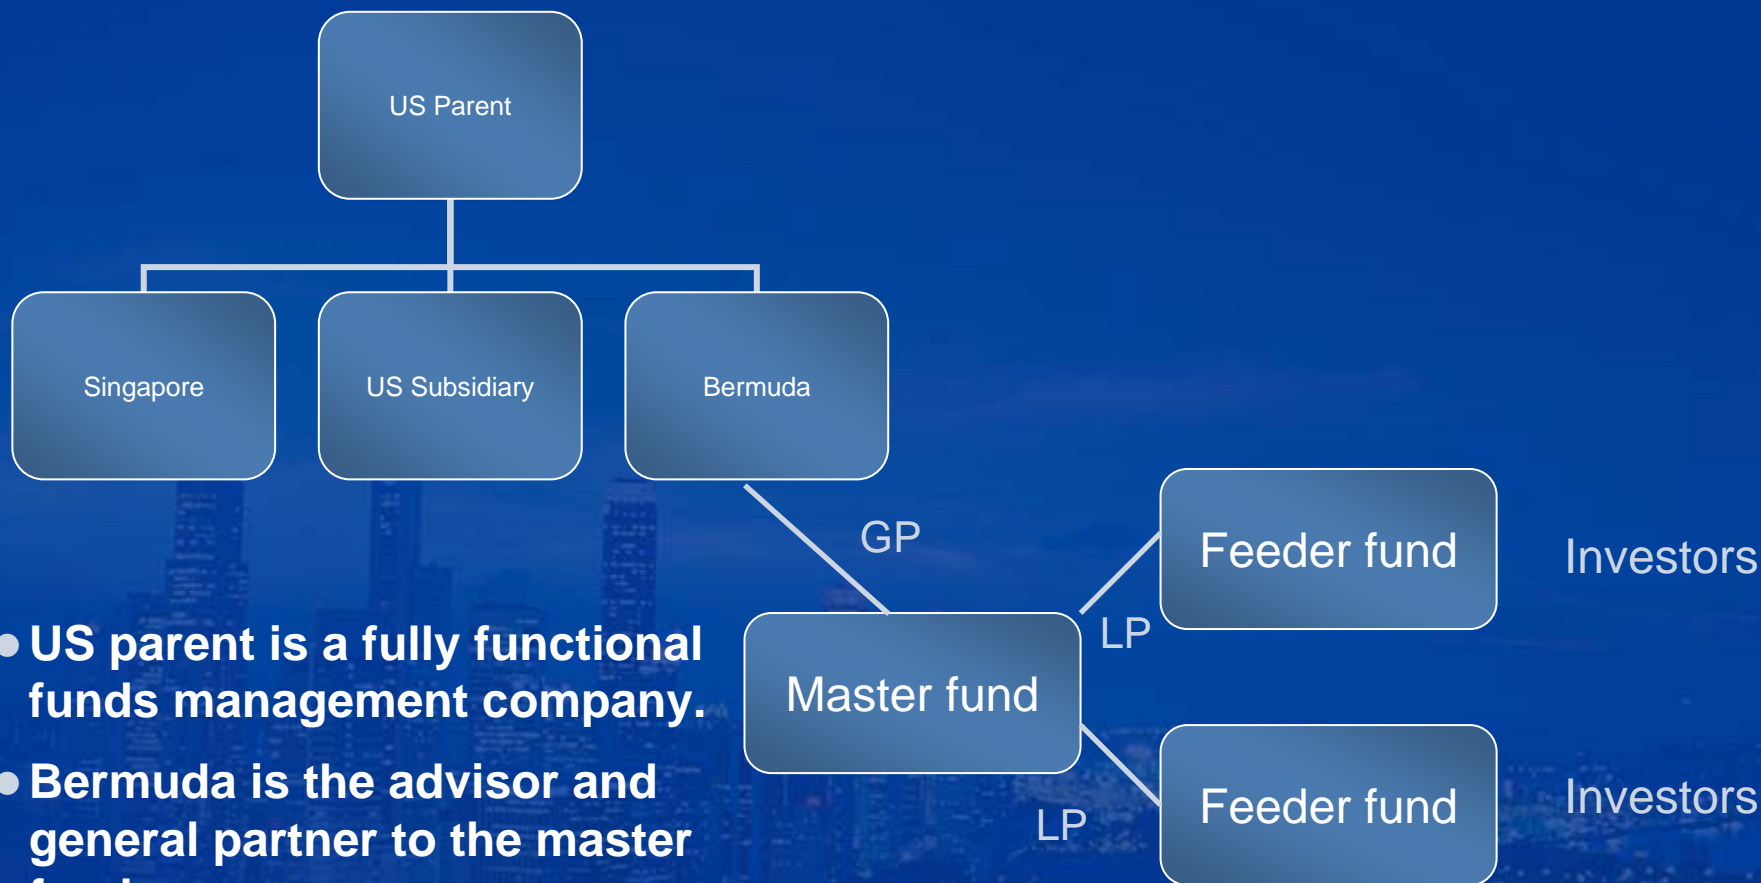 US Parent
Singapore
US Subsidiary
Bermuda
GP
Feeder fund
Investors
LP
● US parent is a fully functional
funds management company.
Master fund
● Bermuda is the advisor and
general partner to the master
LP
Feeder fund
Investors